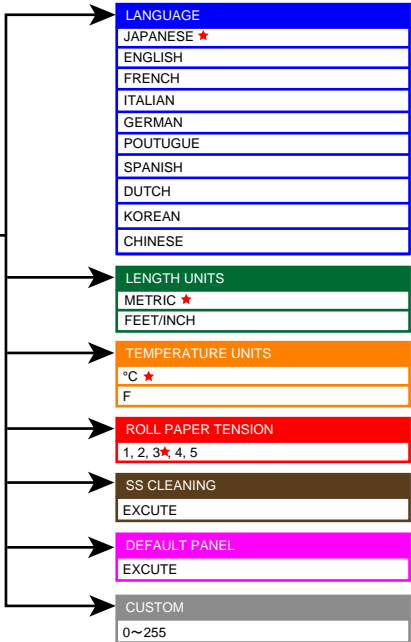 LANGUAGE
JAPANESE ★
ENGLISH
FRENCH
ITALIAN
GERMAN
POUTUGUE
SPANISH
DUTCH
KOREAN
CHINESE
LENGTH UNITS
METRIC ★
FEET/INCH
TEMPERATURE UNITS
°C ★
F
ROLL PAPER TENSION
1, 2, 3★, 4, 5
SS CLEANING
EXCUTE
DEFAULT PANEL
EXCUTE
CUSTOM
0～255